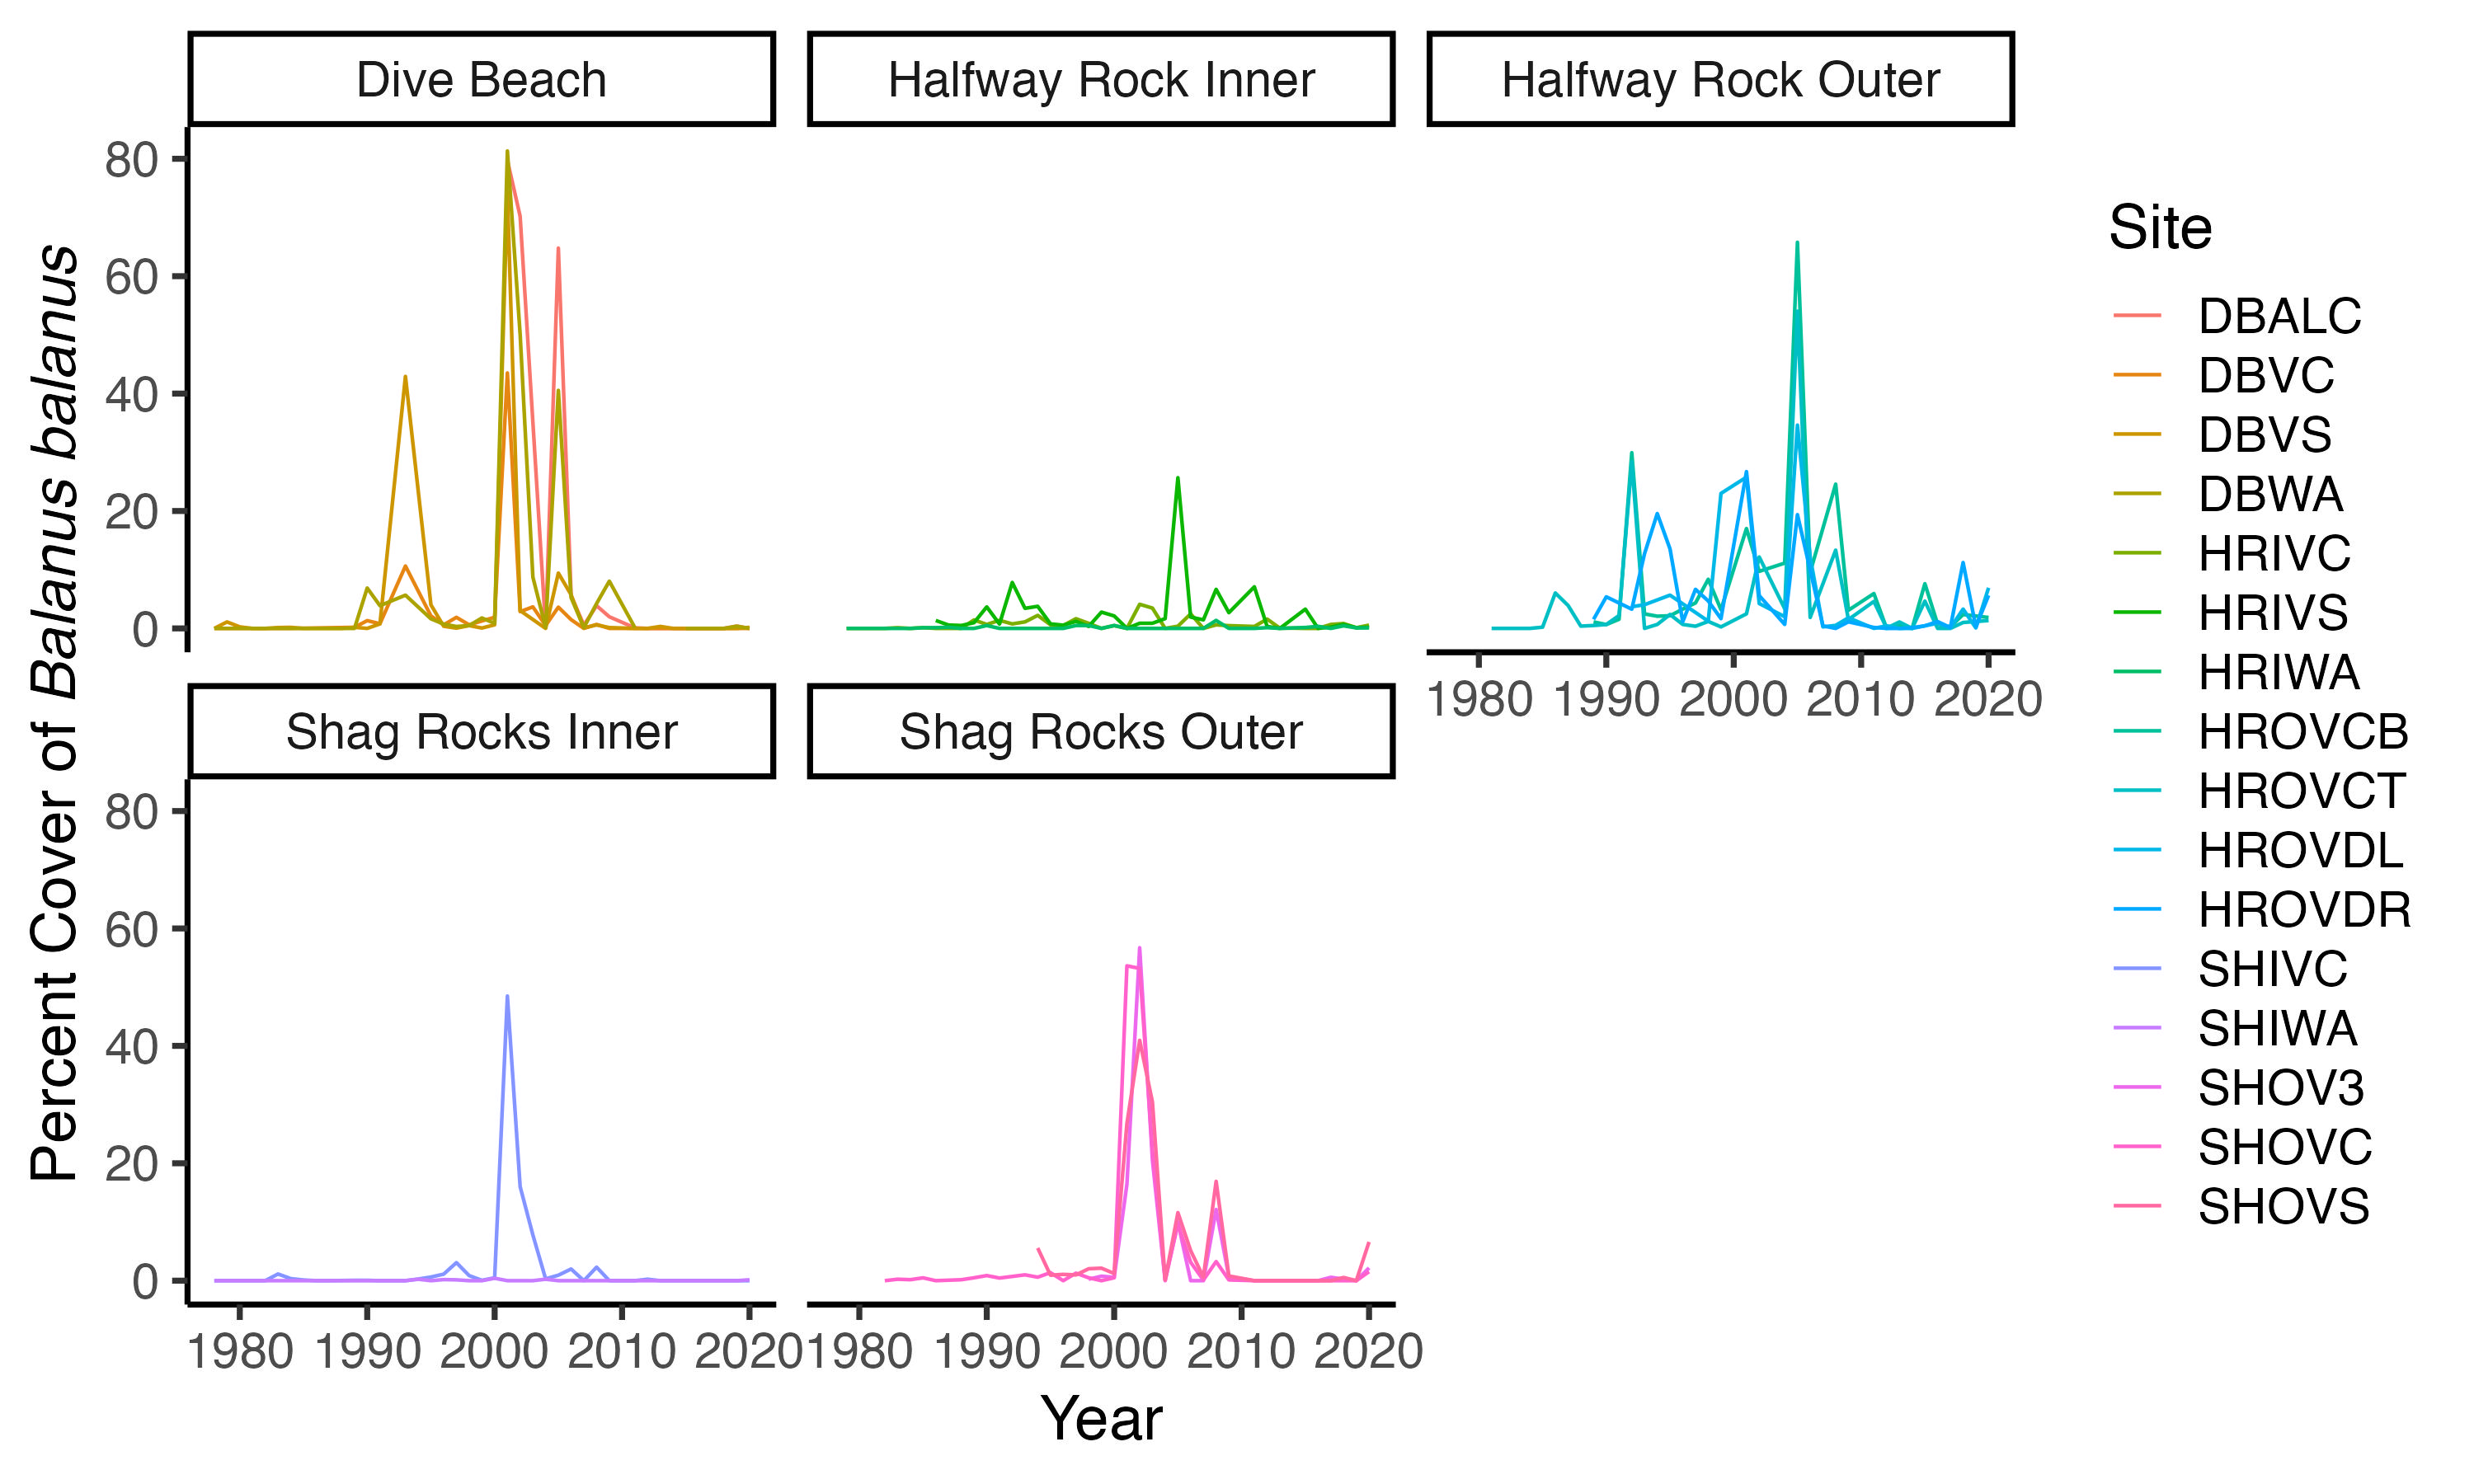 Dive Beach
Halfway Rock Inner
Halfway Rock Outer
80
60
40
20
0
1980 1990 2000 2010 2020
Shag Rocks Inner
Shag Rocks Outer
80
60
40
20
0
1980 1990 2000 2010 2020
1980 1990 2000 2010 2020
Year
Percent Cover of Balanus balanus
Site
DBALC
DBVC
DBVS
DBWA
HRIVC
HRIVS
HRIWA
HROVCB
HROVCT
HROVDL
HROVDR
SHIVC
SHIWA
SHOV3
SHOVC
SHOVS